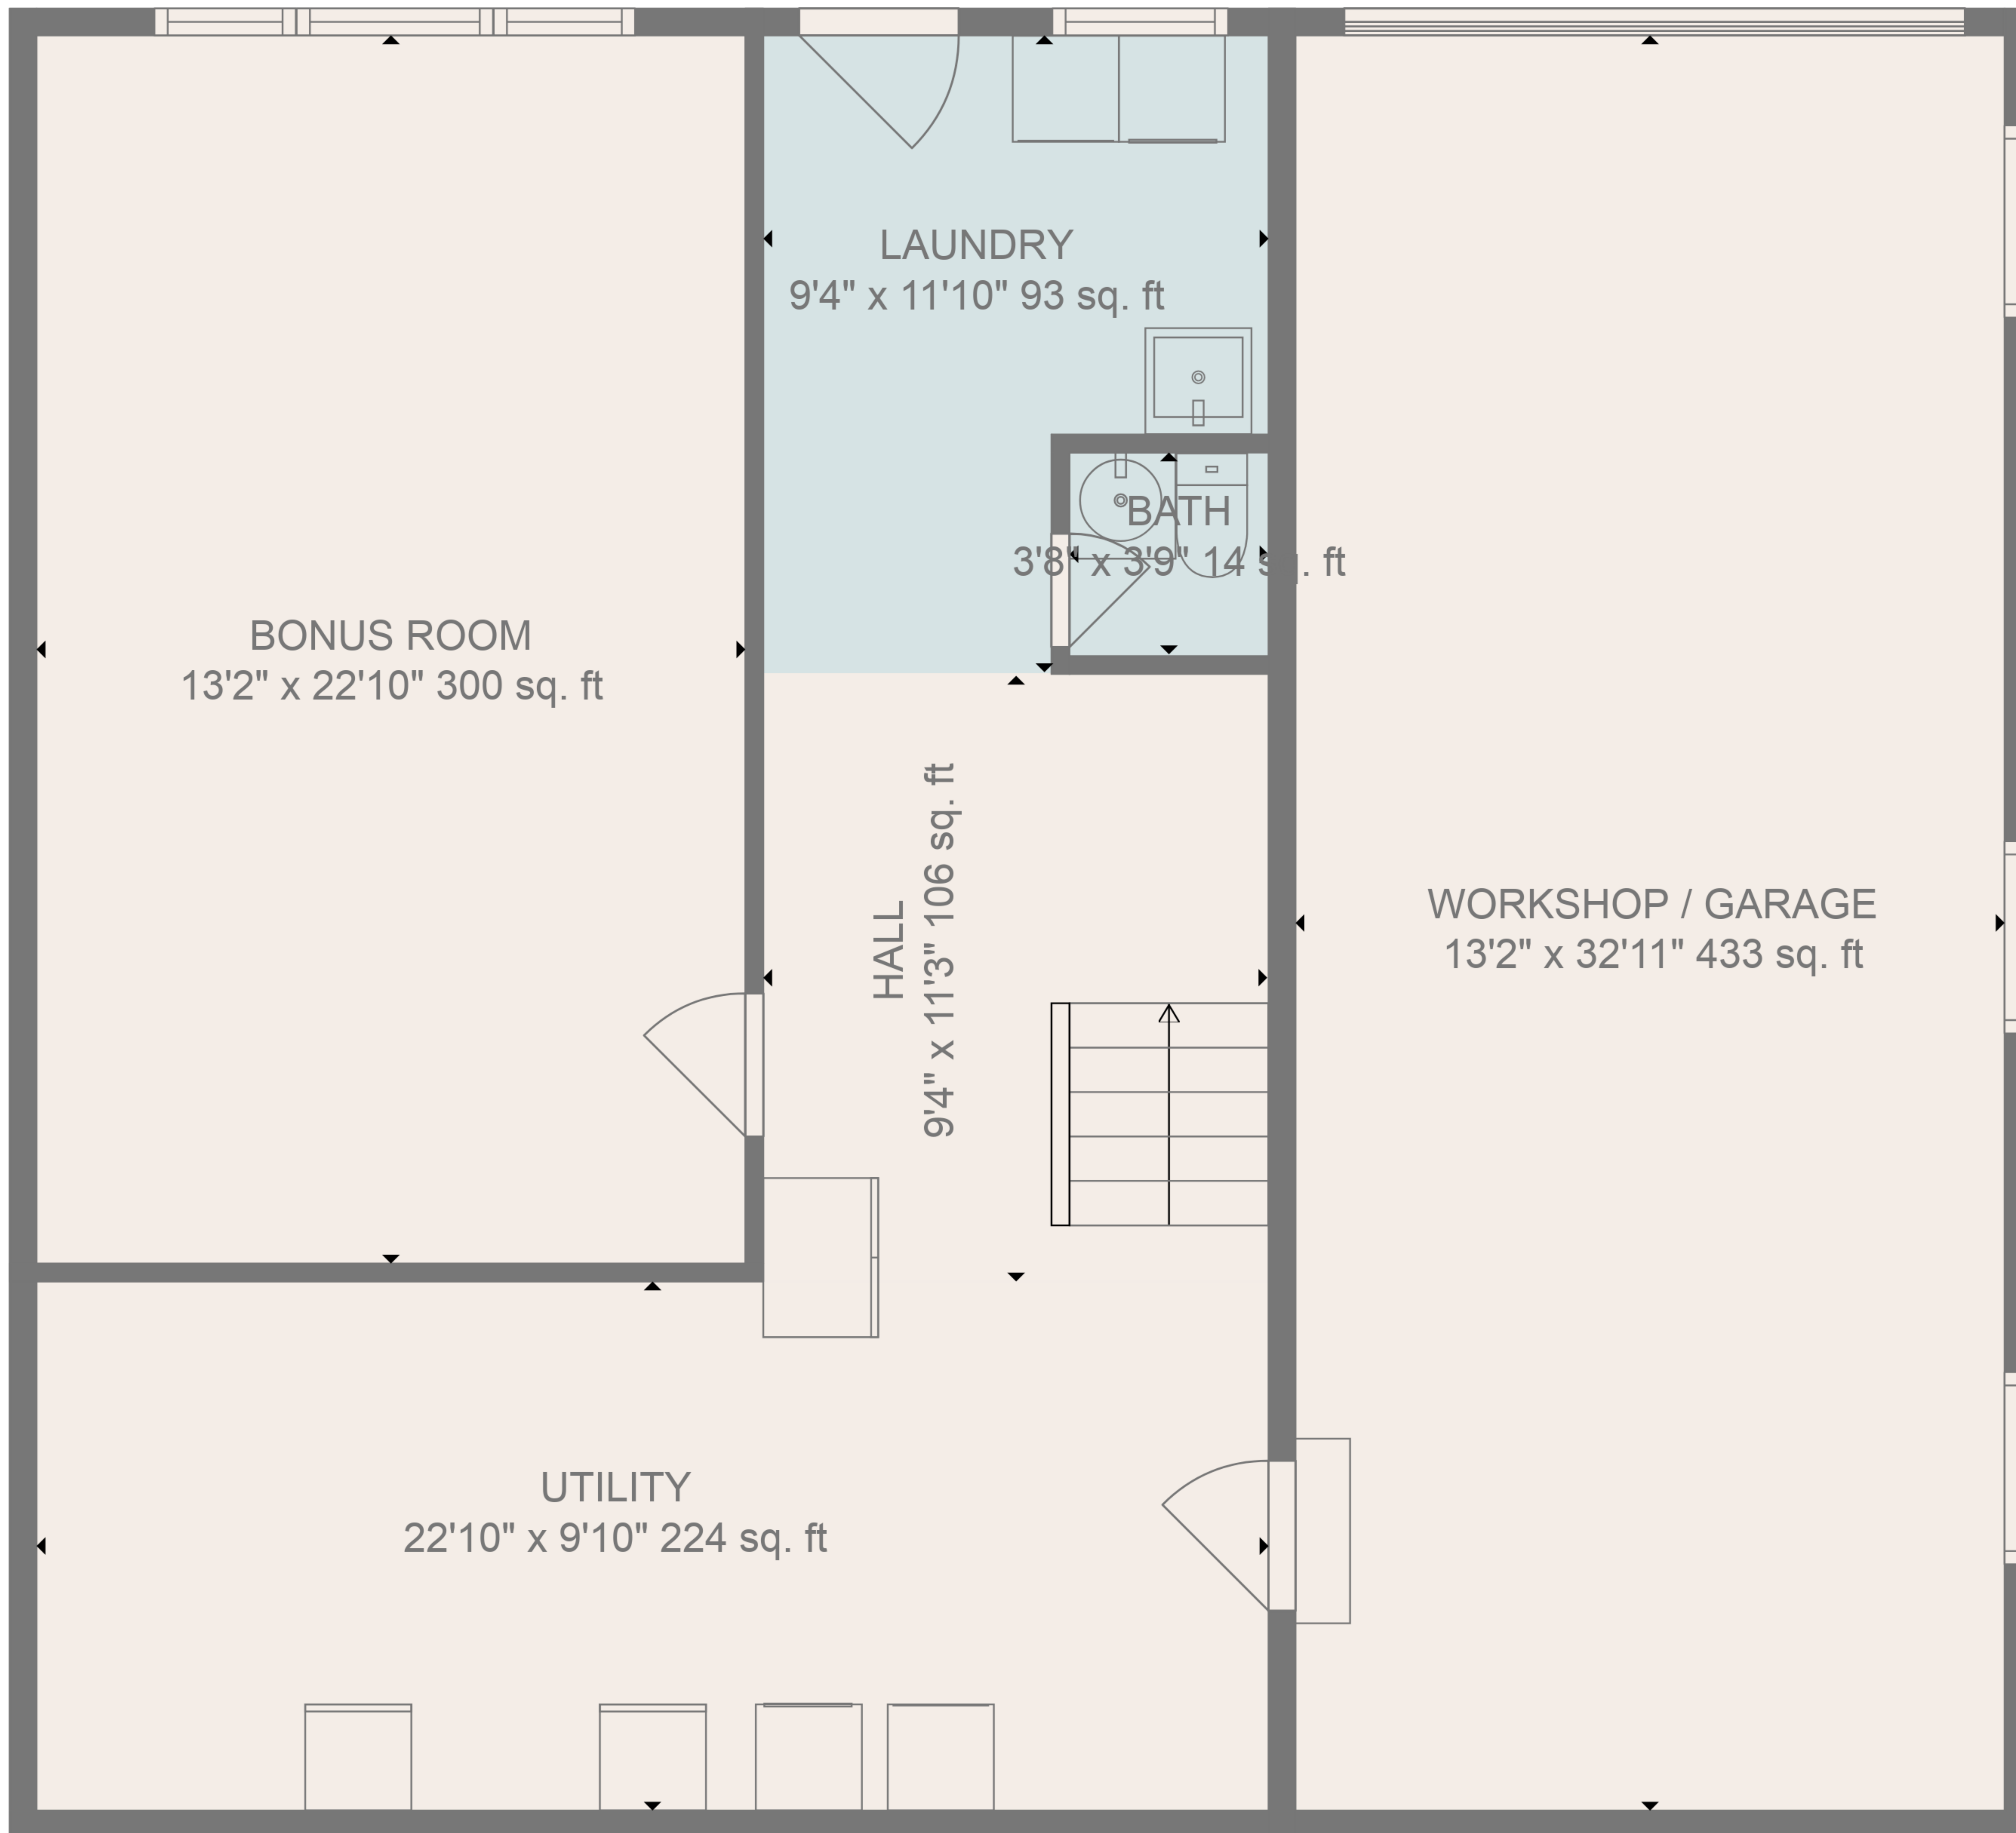 LAUNDRY
9'4" x 11'10" 93 sq. ft
BATH
3'8" x 3'9" 14 sq. ft
BONUS ROOM
13'2" x 22'10" 300 sq. ft
HALL
9'4" x 11'3" 106 sq. ft
WORKSHOP / GARAGE
13'2" x 32'11" 433 sq. ft
UTILITY
22'10" x 9'10" 224 sq. ft